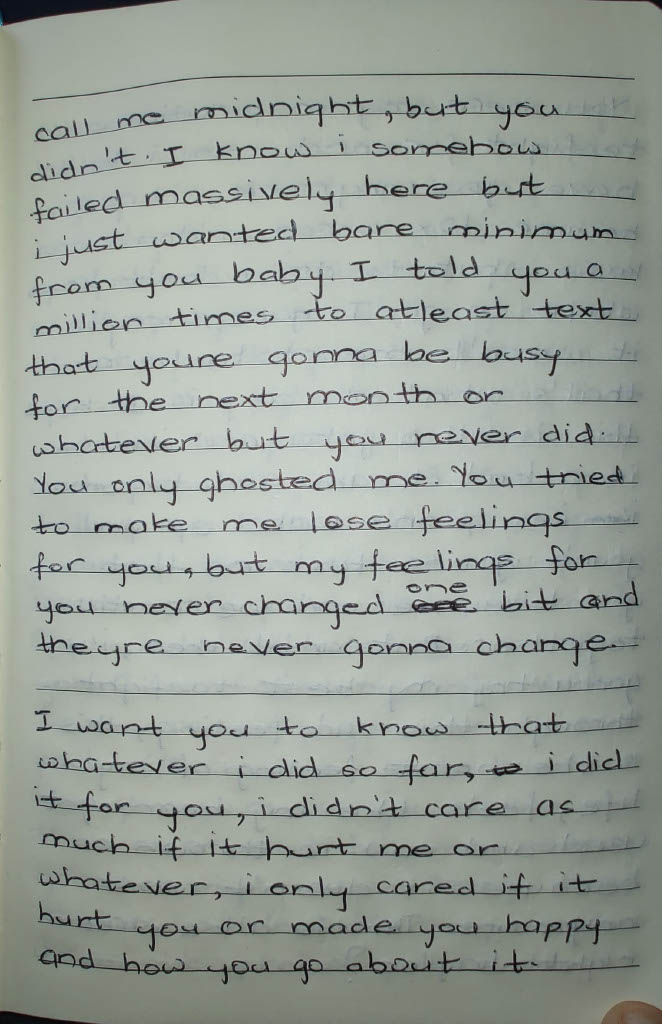 call me midnight, but you
didn't. I know i somehow
failed massively here but
i just wanted bare minimum
from you baby. I told you a
million times to atleast text
that youre gonna be busy
for the next month or
whatever but you never did.
You only ghosted me. You tried
to make me lose feelings
for you, but my feelings for
you never changed one bit and
theyre never gonna change.
I want you to know that
whatever i did so far, i did
it for you, i didn't care as
much if it hurt me or
whatever, i only cared if it
hurt you or made you happy
and how you go about it.